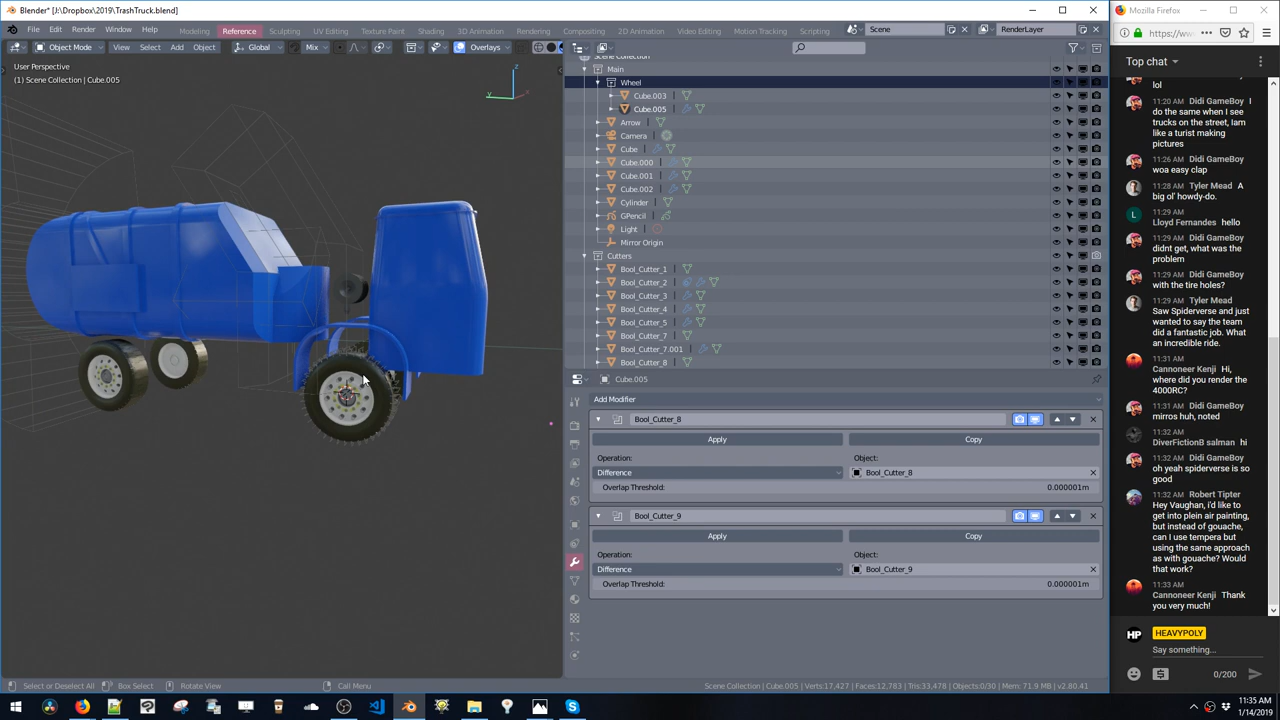 Blender* [J:\Dropbox\2019\TrashTruck.blend]
File Edit Render Window Help Modeling Reference Sculpting UV Editing Texture Paint Shading 3D Animation Rendering Compositing 2D Animation Video Editing Motion Tracking Scripting Scene RenderLayer
Object Mode View Select Add Object Global Mix Overlays
User Perspective
(1) Scene Collection | Cube.005
z
y
x
Scene Collection
Main
Wheel
Cube.003
Cube.005
Arrow
Camera
Cube
Cube.000
Cube.001
Cube.002
Cylinder
GPencil
Light
Mirror Origin
Cutters
Bool_Cutter_1
Bool_Cutter_2
Bool_Cutter_3
Bool_Cutter_4
Bool_Cutter_5
Bool_Cutter_7
Bool_Cutter_7.001
Bool_Cutter_8
Cube.005
Add Modifier
Bool_Cutter_8
Apply Copy
Operation: Object:
Difference Bool_Cutter_8
Overlap Threshold: 0.000001m
Bool_Cutter_9
Apply Copy
Operation: Object:
Difference Bool_Cutter_9
Overlap Threshold: 0.000001m
Select or Deselect All Box Select Rotate View Call Menu Scene Collection | Cube.005 | Verts:17,427 | Faces:12,783 | Tris:33,478 | Objects:0/30 | Mem: 71.9 MB | v2.80.41
Mozilla Firefox
https://ww
Top chat
lol
11:20 AM Didi GameBoy I
do the same when I see
trucks on the street, Iam
like a turist making
pictures
11:26 AM Didi GameBoy
woa easy clap
11:28 AM Tyler Mead A
big ol' howdy-do.
L 11:29 AM
Lloyd Fernandes hello
11:29 AM Didi GameBoy
didnt get, what was the
problem
11:29 AM Didi GameBoy
with the tire holes?
11:30 AM Tyler Mead
Saw Spiderverse and just
wanted to say the team
did a fantastic job. What
an incredible ride.
11:31 AM
Cannoneer Kenji Hi,
where did you render the
4000RC?
11:31 AM Didi GameBoy
mirros huh, noted
11:32 AM
DiverFictionB salman hi
11:32 AM Didi GameBoy
oh yeah spiderverse is so
good
11:32 AM Robert Tipter
Hey Vaughan, i'd like to
get into plein air painting,
but instead of gouache,
can I use tempera but
using the same approach
as with gouache? Would
that work?
11:33 AM
Cannoneer Kenji Thank
you very much!
HP HEAVYPOLY
Say something...
0/200
11:35 AM
1/14/2019